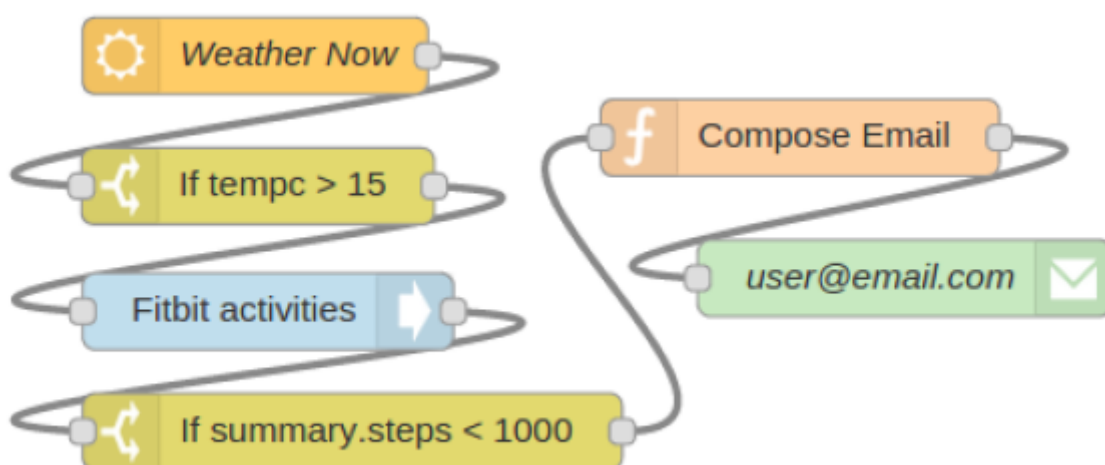 Weather Now
If tempc > 15
Fitbit activities
If summary.steps < 1000
Compose Email
user@email.com